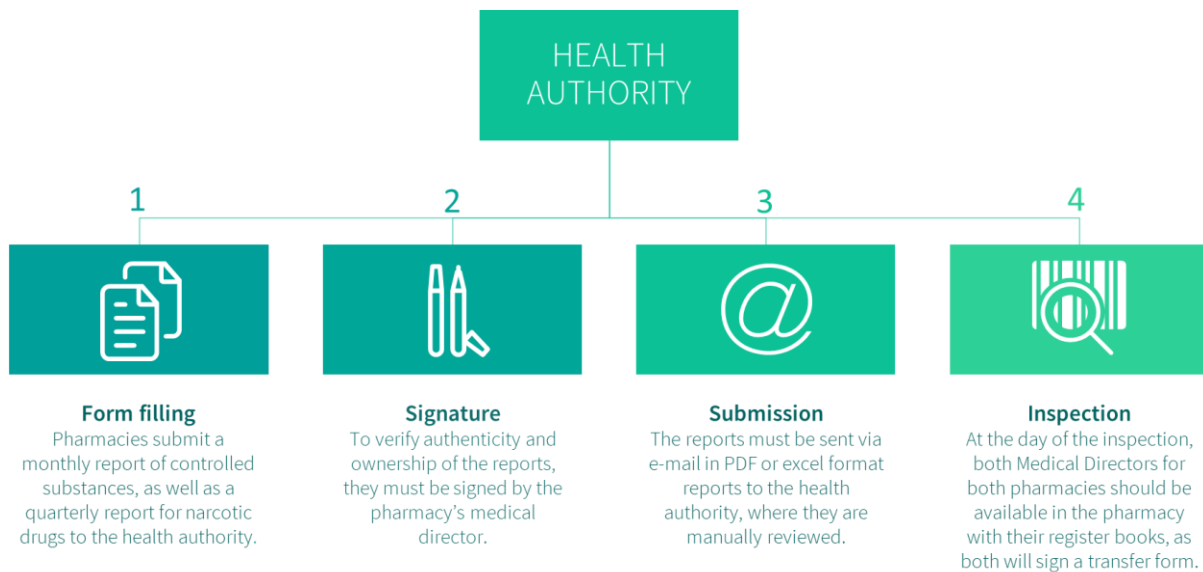 HEALTH
AUTHORITY
1
2
3
4
@
Form filling
Pharmacies submit a
monthly report of controlled
substances, as well as a
quarterly report for narcotic
drugs to the health authority.
Signature
To verify authenticity and
ownership of the reports,
they must be signed by the
pharmacy's medical
director.
Submission
The reports must be sent via
e-mail in PDF or excel format
reports to the health
authority, where they are
manually reviewed.
Inspection
At the day of the inspection,
both Medical Directors for
both pharmacies should be
available in the pharmacy
with their register books, as
both will sign a transfer form.